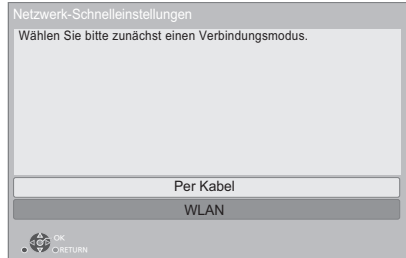 Netzwerk-Schnelleinstellungen
Wählen Sie bitte zunächst einen Verbindungsmodus.
Per Kabel
WLAN
OK
RETURN